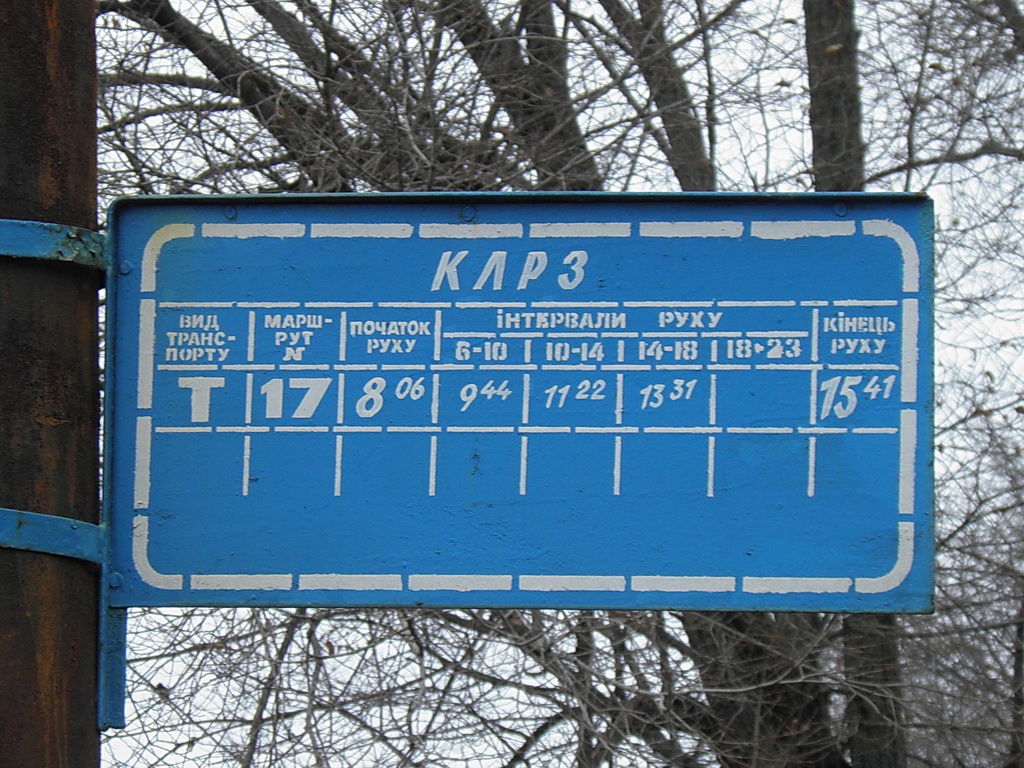 КЛРЗ
ВИД ТРАНС-ПОРТУ
МАРШ-РУТ №
ПОЧАТОК РУХУ
ІНТЕРВАЛИ РУХУ
6-10 10-14 14-18 18-23
КІНЕЦЬ РУХУ
Т 17 8 06 9 44 11 22 13 31 15 41